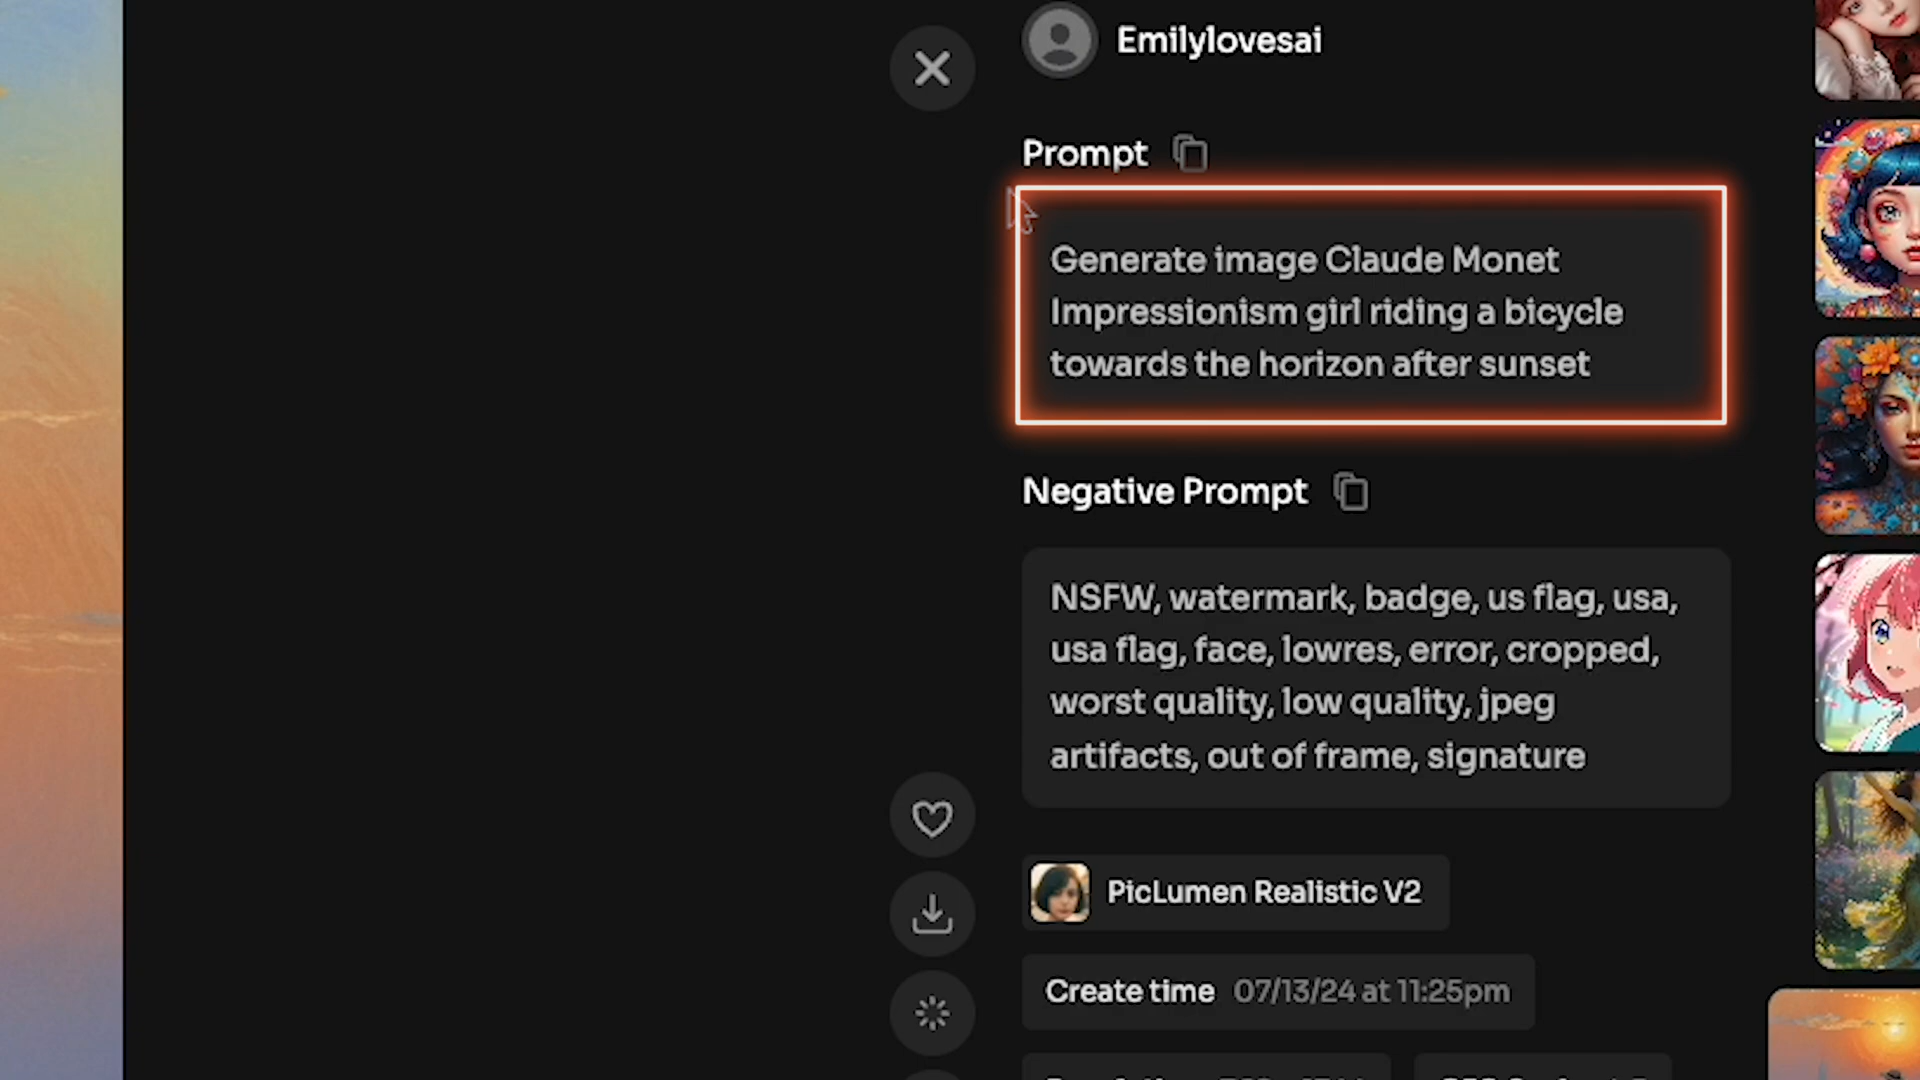 Emilylovesai
Prompt
Generate image Claude Monet
Impressionism girl riding a bicycle
towards the horizon after sunset
Negative Prompt
NSFW, watermark, badge, us flag, usa,
usa flag, face, lowres, error, cropped,
worst quality, low quality, jpeg
artifacts, out of frame, signature
PicLumen Realistic V2
Create time 07/13/24 at 11:25pm